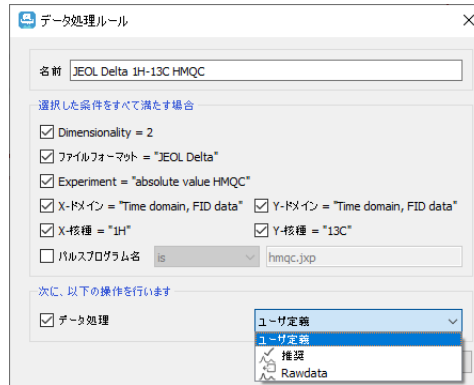 データ処理ルール
名前 JEOL Delta 1H-13C HMQC
選択した条件をすべて満たす場合
Dimensionality = 2
ファイルフォーマット = "JEOL Delta"
Experiment = "absolute value HMQC"
X-ドメイン = "Time domain, FID data" Y-ドメイン = "Time domain, FID data"
X-核種 = "1H" Y-核種 = "13C"
パルスプログラム名 is hmqc.jxp
次に、以下の操作を行います
データ処理 ユーザ定義
ユーザ定義
推奨
Rawdata